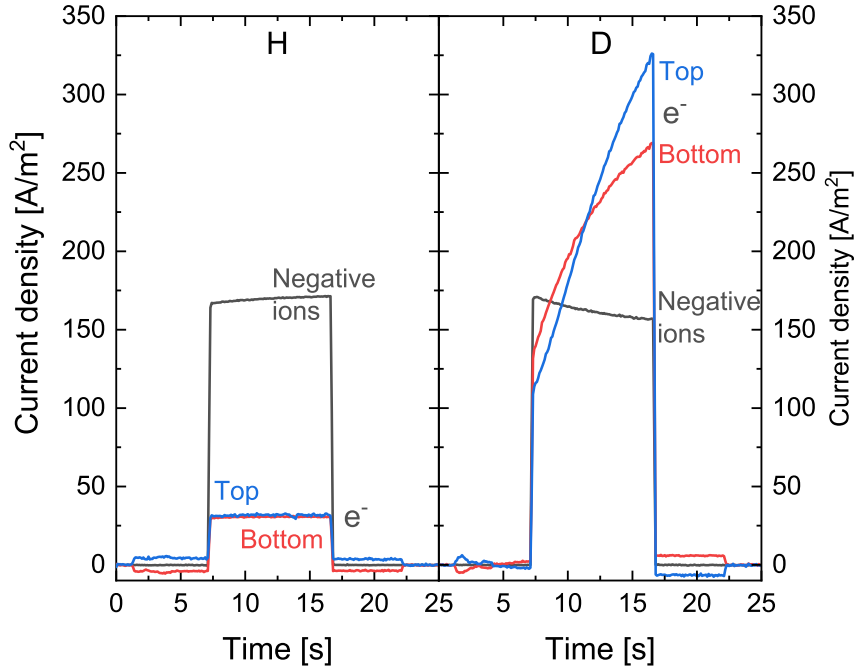 H
D
Current density [A/m²]
350
300
250
200
150
100
50
0
Negative
ions
Top
Bottom
e⁻
Top
e⁻
Bottom
Negative
ions
350
300
250
200
150
100
50
0
Current density [A/m²]
0 5 10 15 20 25 5 10 15 20 25
Time [s]
Time [s]